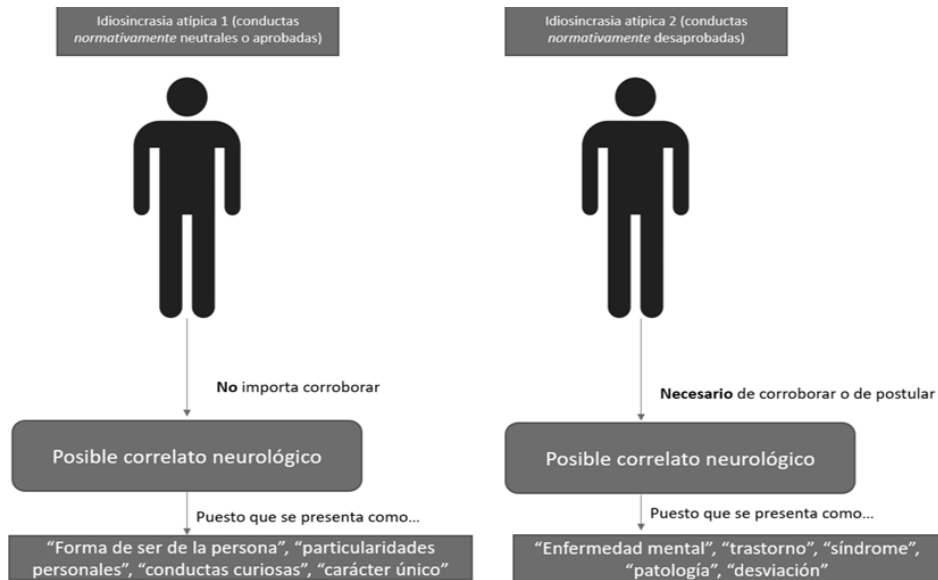 Idiosincrasia atípica 1 (conductas
normativamente neutrales o aprobadas)
No importa corroborar
Posible correlato neurológico
Puesto que se presenta como...
“Forma de ser de la persona”, “particularidades
personales”, “conductas curiosas”, “carácter único”
Idiosincrasia atípica 2 (conductas
normativamente desaprobadas)
Necesario de corroborar o de postular
Posible correlato neurológico
Puesto que se presenta como...
“Enfermedad mental”, “trastorno”, “síndrome”,
“patología”, “desviación”